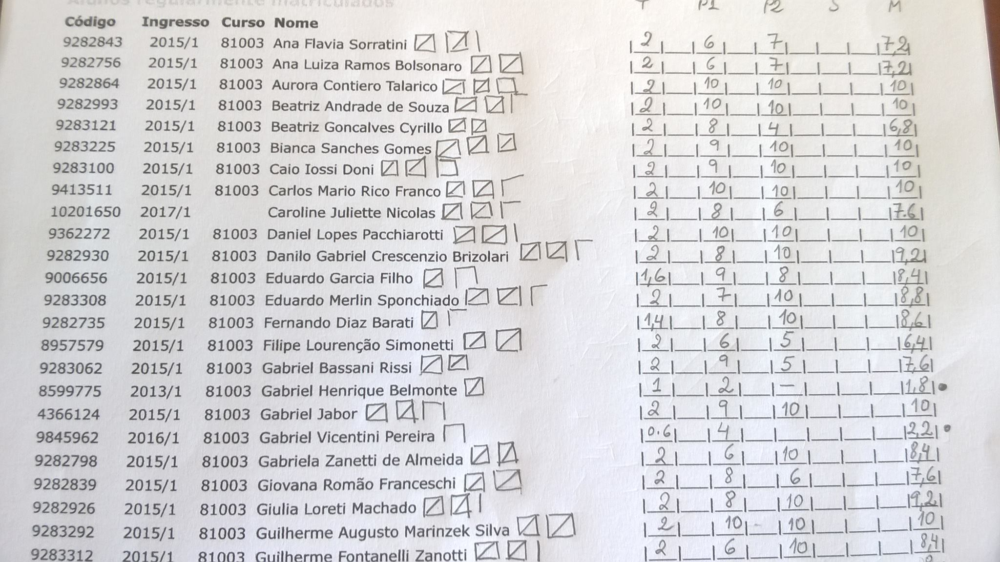 Alunos regularmente matriculados
T P1 P2 S M
Código Ingresso Curso Nome
9282843 2015/1 81003 Ana Flavia Sorratini 2 6 7 7,2
9282756 2015/1 81003 Ana Luiza Ramos Bolsonaro 2 6 7 7,2
9282864 2015/1 81003 Aurora Contiero Talarico 2 10 10 10
9282993 2015/1 81003 Beatriz Andrade de Souza 2 10 10 10
9283121 2015/1 81003 Beatriz Goncalves Cyrillo 2 8 4 6,8
9283225 2015/1 81003 Bianca Sanches Gomes 2 9 10 10
9283100 2015/1 81003 Caio Iossi Doni 2 9 10 10
9413511 2015/1 81003 Carlos Mario Rico Franco 2 10 10 10
10201650 2017/1 Caroline Juliette Nicolas 2 8 6 7.6
9362272 2015/1 81003 Daniel Lopes Pacchiarotti 2 10 10 10
9282930 2015/1 81003 Danilo Gabriel Crescenzio Brizolari 2 8 10 9,2
9006656 2015/1 81003 Eduardo Garcia Filho 1,6 9 8 8,4
9283308 2015/1 81003 Eduardo Merlin Sponchiado 2 7 10 8,8
9282735 2015/1 81003 Fernando Diaz Barati 1,4 8 10 8,6
8957579 2015/1 81003 Filipe Lourenção Simonetti 2 6 5 6,4
9283062 2015/1 81003 Gabriel Bassani Rissi 2 9 5 7,6
8599775 2013/1 81003 Gabriel Henrique Belmonte 1 2 — 1,8
4366124 2015/1 81003 Gabriel Jabor 2 9 10 10
9845962 2016/1 81003 Gabriel Vicentini Pereira 0.6 4 2,2
9282798 2015/1 81003 Gabriela Zanetti de Almeida 2 6 10 8,4
9282839 2015/1 81003 Giovana Romão Franceschi 2 8 6 7,6
9282926 2015/1 81003 Giulia Loreti Machado 2 8 10 9,2
9283292 2015/1 81003 Guilherme Augusto Marinzek Silva 2 10 10 10
9283312 2015/1 81003 Guilherme Fontanelli Zanotti 2 6 10 8,4